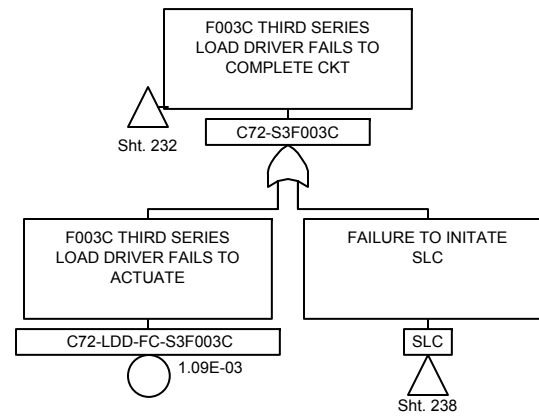 F003C THIRD SERIES
LOAD DRIVER FAILS TO
COMPLETE CKT
Sht. 232
C72-S3F003C
F003C THIRD SERIES
LOAD DRIVER FAILS TO
ACTUATE
C72-LDD-FC-S3F003C
1.09E-03
FAILURE TO INITATE
SLC
SLC
Sht. 238